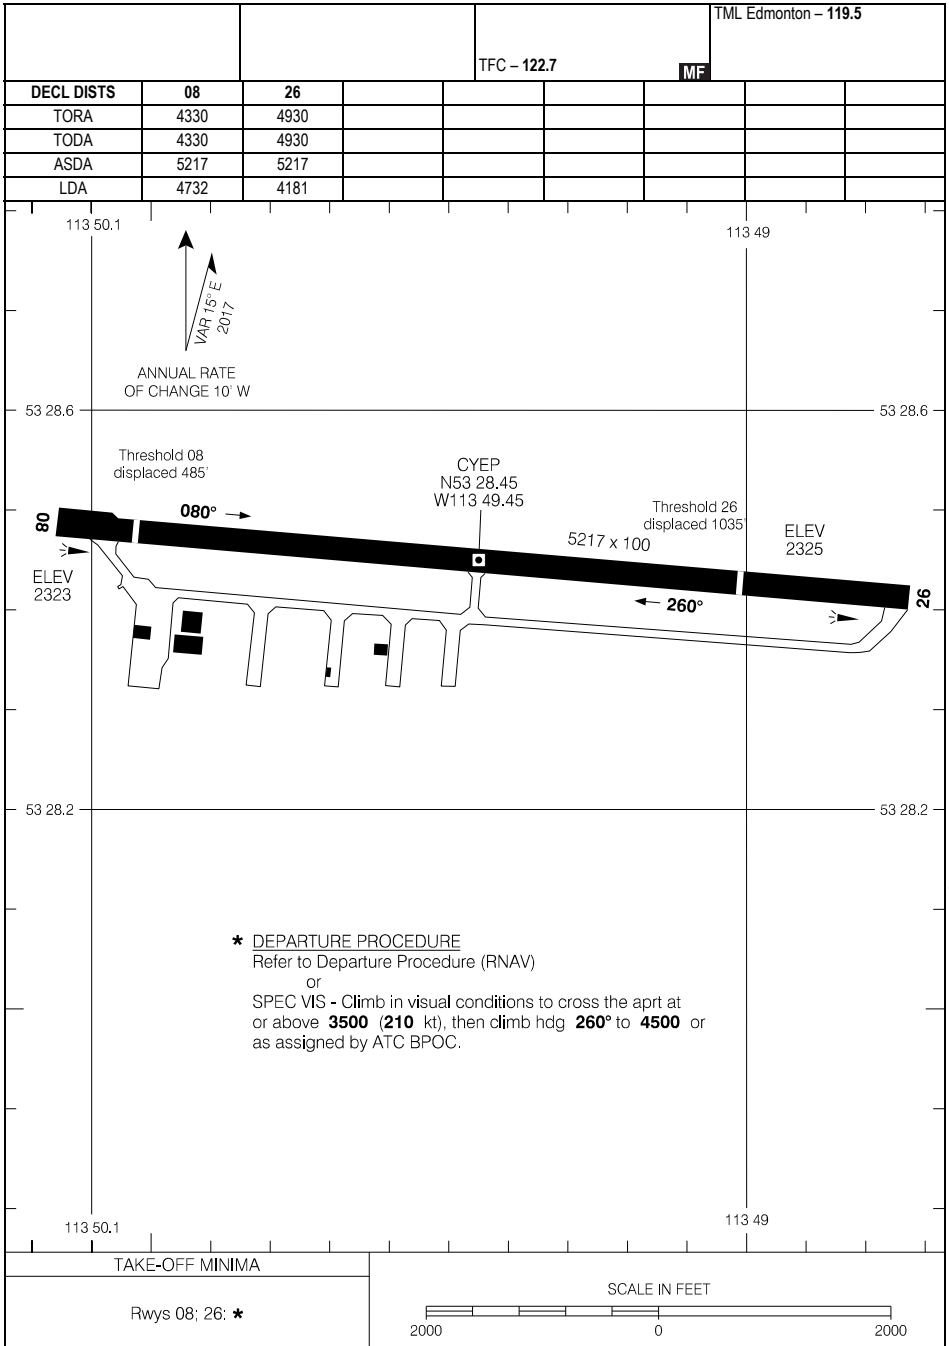 TML Edmonton – 119.5
TFC – 122.7
MF
DECL DISTS 08 26
TORA 4330 4930
TODA 4330 4930
ASDA 5217 5217
LDA 4732 4181
113 50.1
113 49
VAR 15° E
2017
ANNUAL RATE
OF CHANGE 10' W
53 28.6
53 28.6
Threshold 08
displaced 485'
CYEP
N53 28.45
W113 49.45
Threshold 26
displaced 1035'
080°
08
5217 x 100
ELEV
2325
ELEV
2323
260°
26
53 28.2
53 28.2
* DEPARTURE PROCEDURE
Refer to Departure Procedure (RNAV)
or
SPEC VIS - Climb in visual conditions to cross the aprt at
or above 3500 (210 kt), then climb hdg 260° to 4500 or
as assigned by ATC BPOC.
113 50.1
113 49
TAKE-OFF MINIMA
Rwys 08; 26: *
SCALE IN FEET
2000 0 2000